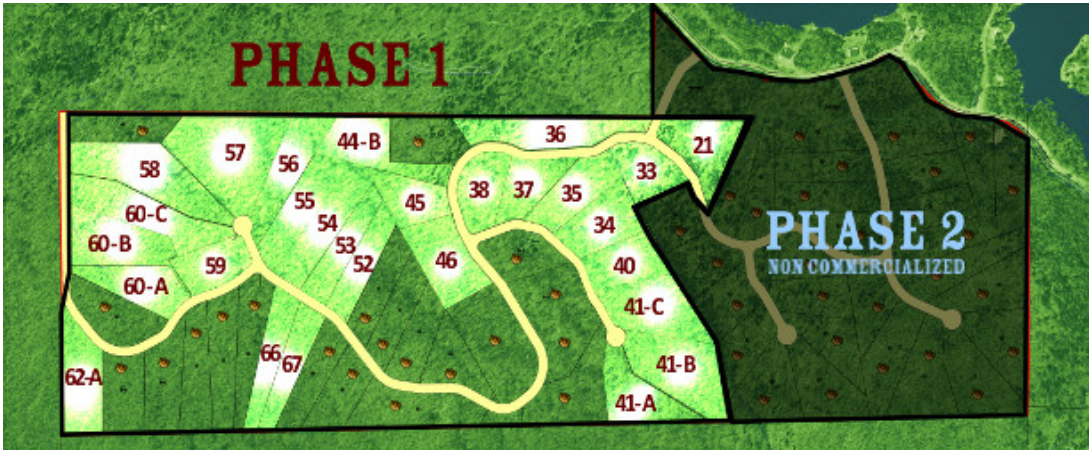 PHASE 1
36
21
44-B
57
56
58
33
38
37
35
55
45
60-C
54
34
60-B
53
PHASE 2
NON COMMERCIALIZED
46
52
59
40
60-A
41-C
66
67
41-B
62-A
41-A